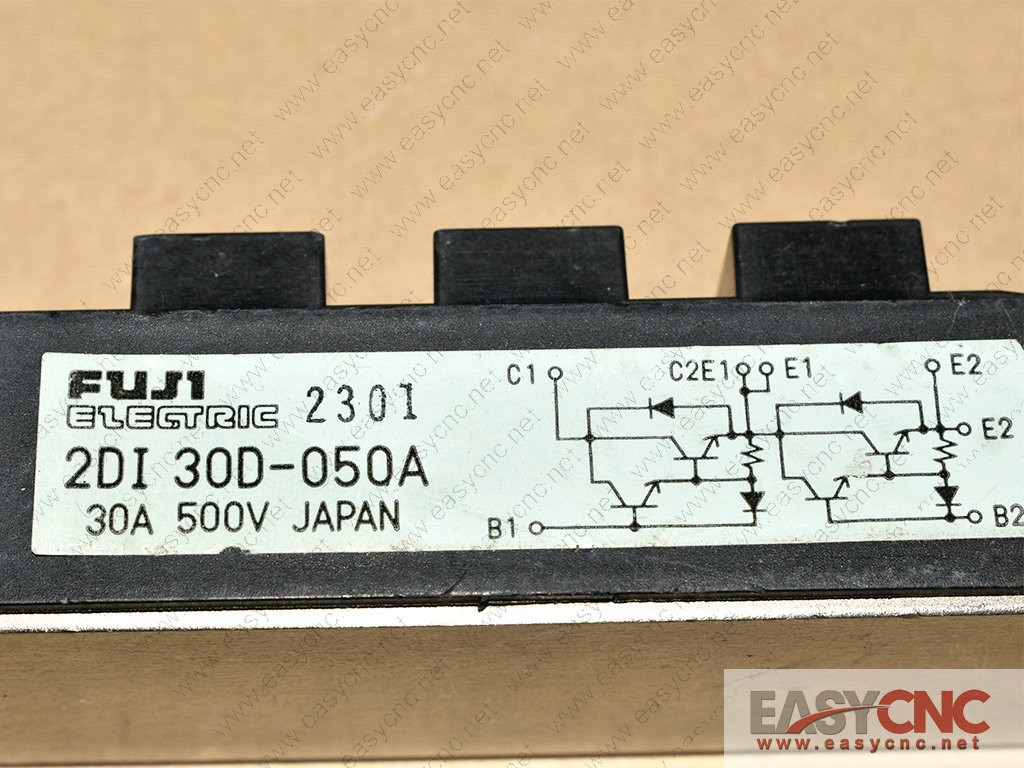 FUJI
ELECTRIC 2301
2DI 30D-050A
30A 500V JAPAN
C1 C2E1 E1 E2
E2
B1 B2
EASYCNC
www.easycnc.net
www.easycnc.net